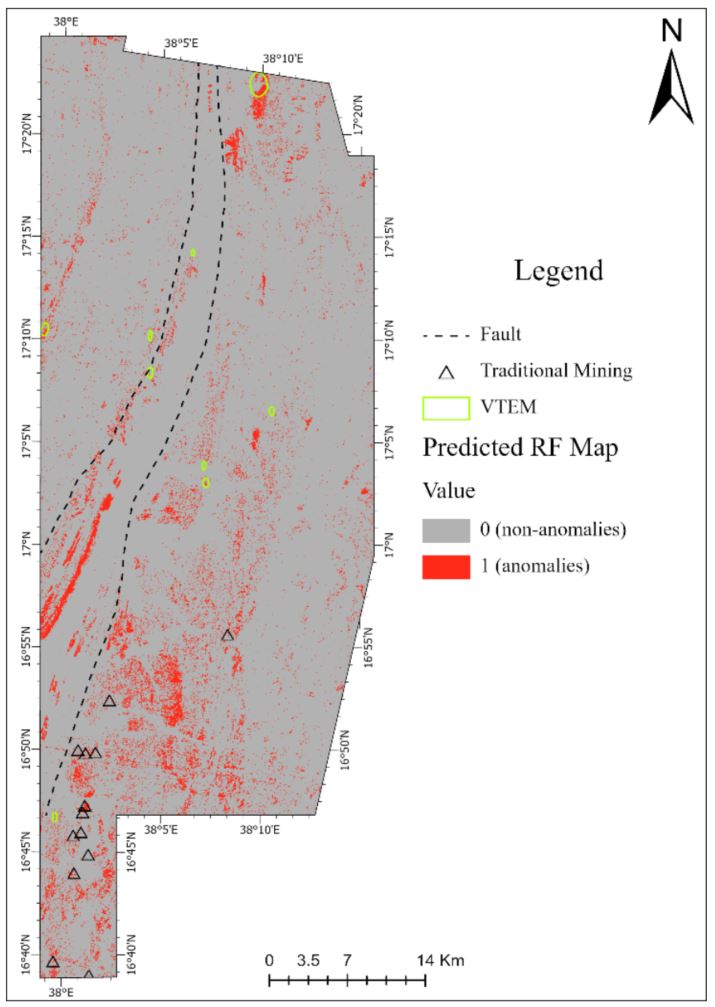 38°E
38°5'E
38°10'E
N
17°20'N
17°20'N
17°15'N
17°15'N
17°10'N
17°10'N
17°5'N
17°5'N
17°N
17°N
16°55'N
16°55'N
16°50'N
16°50'N
16°45'N
16°45'N
16°40'N
16°40'N
38°5'E
38°10'E
38°E
Legend
Fault
Traditional Mining
VTEM
Predicted RF Map
Value
0 (non-anomalies)
1 (anomalies)
0 3.5 7 14 Km